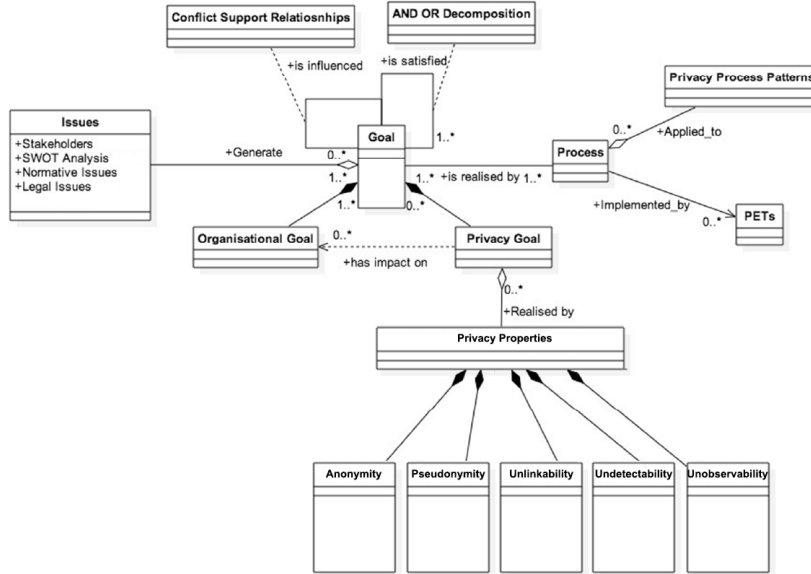 Conflict Support Relatiosnhips
AND OR Decomposition
+is influenced
+is satisfied
Privacy Process Patterns
Issues
+Stakeholders
+SWOT Analysis
+Normative Issues
+Legal Issues
+Generate
0..*
Goal
1..*
0..*
+Applied_to
Process
1..*
1..*
+is realised by
1..*
1..*
0..*
+Implemented_by
0..*
PETs
Organisational Goal
0..*
+has impact on
Privacy Goal
0..*
+Realised by
Privacy Properties
Anonymity
Pseudonymity
Unlinkability
Undetectability
Unobservability